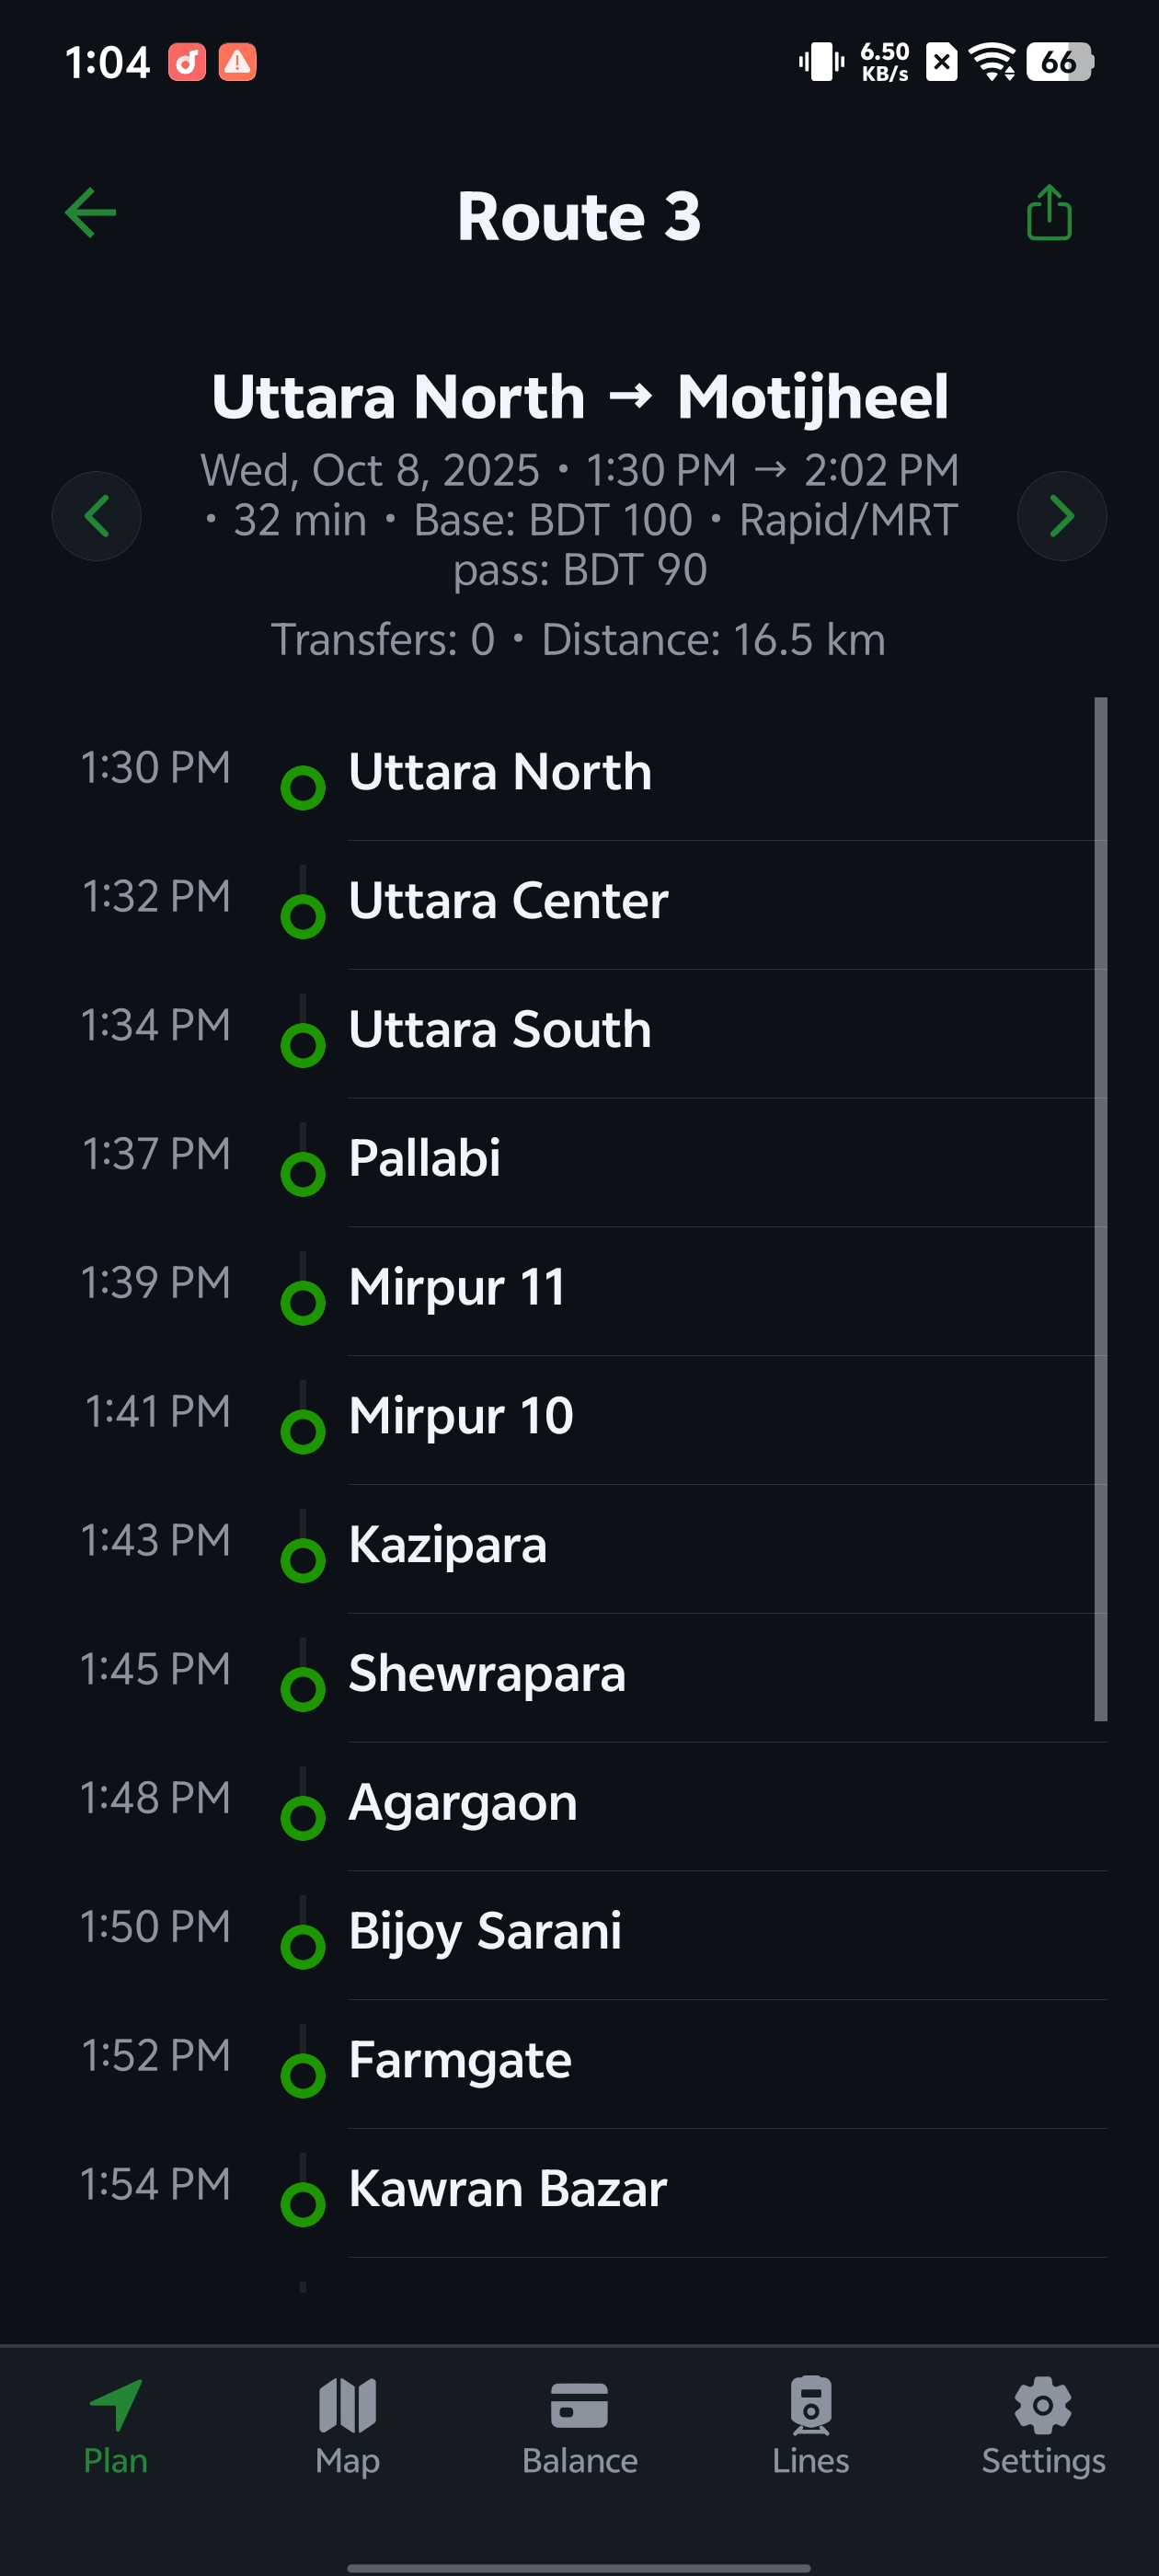 1:04
6.50
KB/s
66
Route 3
Uttara North → Motijheel
Wed, Oct 8, 2025 • 1:30 PM → 2:02 PM
• 32 min • Base: BDT 100 • Rapid/MRT
pass: BDT 90
Transfers: 0 • Distance: 16.5 km
1:30 PM Uttara North
1:32 PM Uttara Center
1:34 PM Uttara South
1:37 PM Pallabi
1:39 PM Mirpur 11
1:41 PM Mirpur 10
1:43 PM Kazipara
1:45 PM Shewrapara
1:48 PM Agargaon
1:50 PM Bijoy Sarani
1:52 PM Farmgate
1:54 PM Kawran Bazar
Plan Map Balance Lines Settings